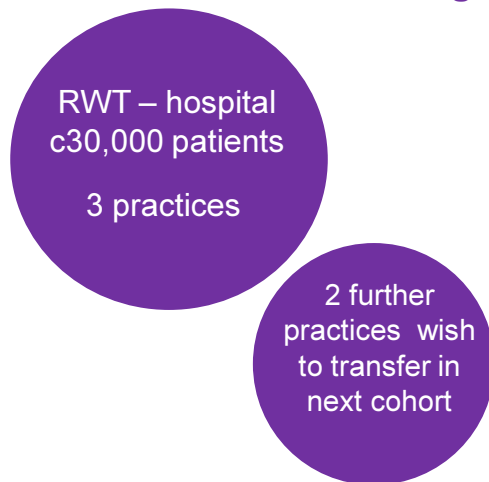 RWT – hospital
c30,000 patients
3 practices
2 further
practices  wish
to transfer in
next cohort